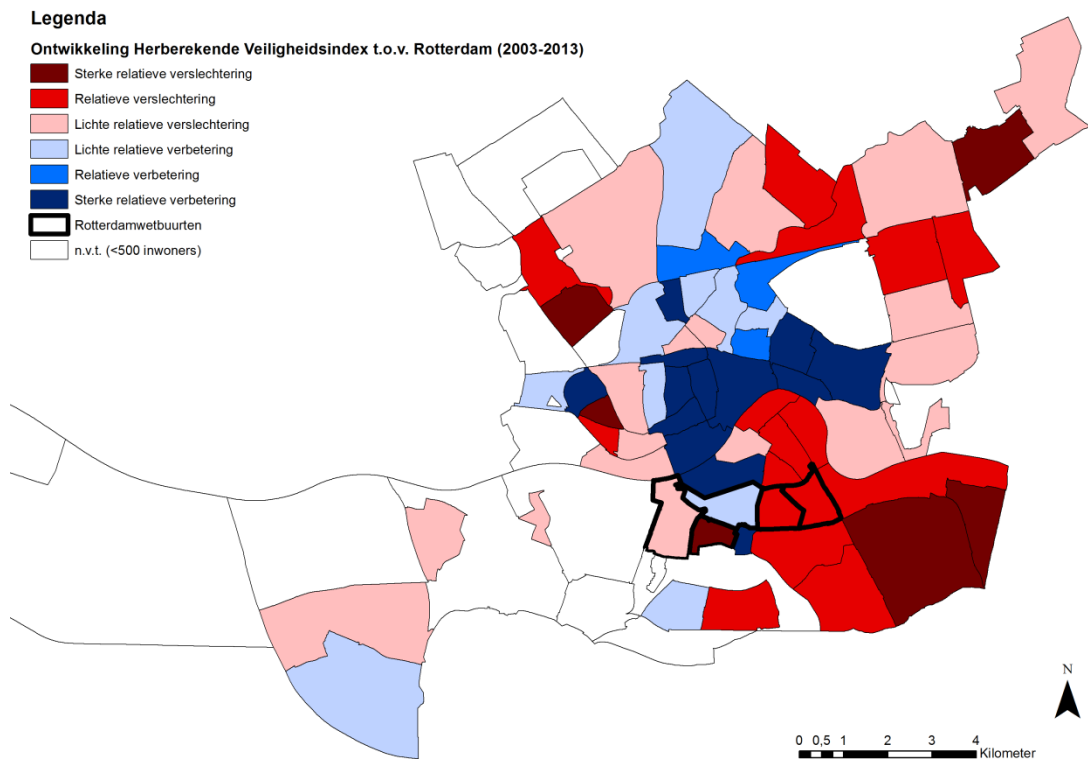 Legenda
Ontwikkeling Herberekende Veiligheidsindex t.o.v. Rotterdam (2003-2013)
Sterke relatieve verslechtering
Relatieve verslechtering
Lichte relatieve verslechtering
Lichte relatieve verbetering
Relatieve verbetering
Sterke relatieve verbetering
Rotterdamwetbuurten
n.v.t. (<500 inwoners)
N
0 0,5 1 2 3 4
Kilometer